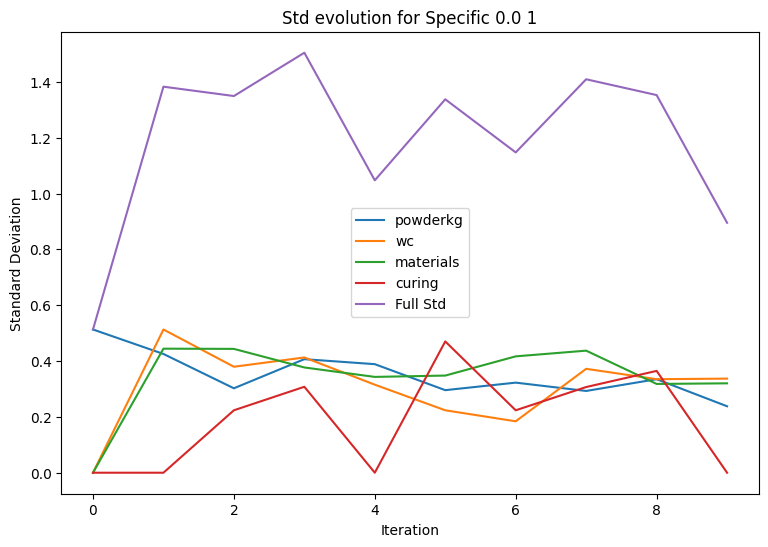 Std evolution for Specific 0.0 1
Standard Deviation
1.4
1.2
1.0
0.8
0.6
0.4
0.2
0.0
powderkg
wc
materials
curing
Full Std
0 2 4 6 8
Iteration